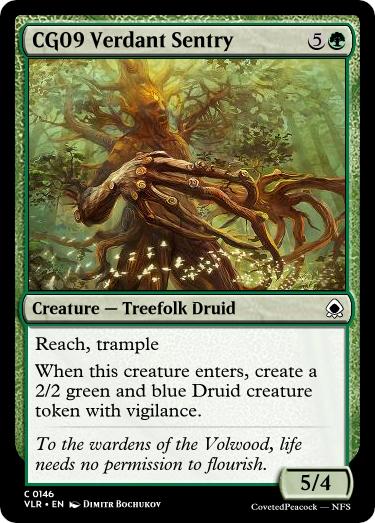 CG09 Verdant Sentry 5
Creature — Treefolk Druid
Reach, trample
When this creature enters, create a
2/2 green and blue Druid creature
token with vigilance.
To the wardens of the Volwood, life
needs no permission to flourish.
5/4
C 0146
VLR • EN Dimitr Bochukov
CovetedPeacock — NFS